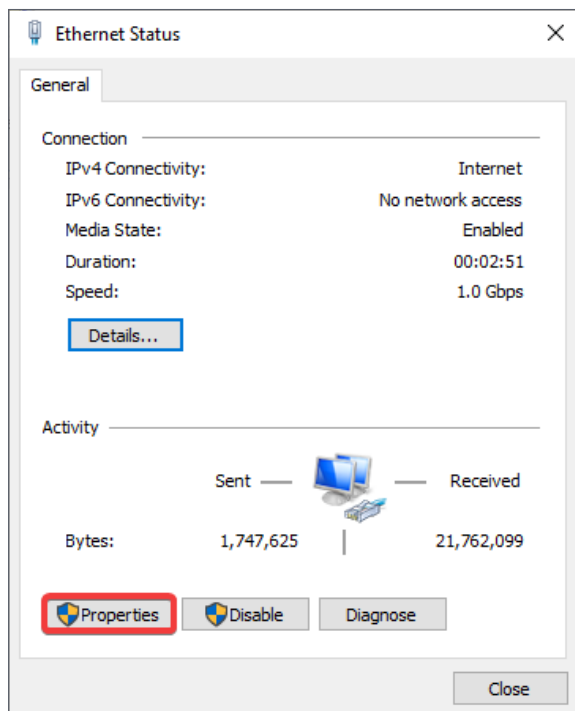 Ethernet Status
General
Connection
IPv4 Connectivity: Internet
IPv6 Connectivity: No network access
Media State: Enabled
Duration: 00:02:51
Speed: 1.0 Gbps
Details...
Activity
Sent Received
Bytes: 1,747,625 21,762,099
Properties Disable Diagnose
Close